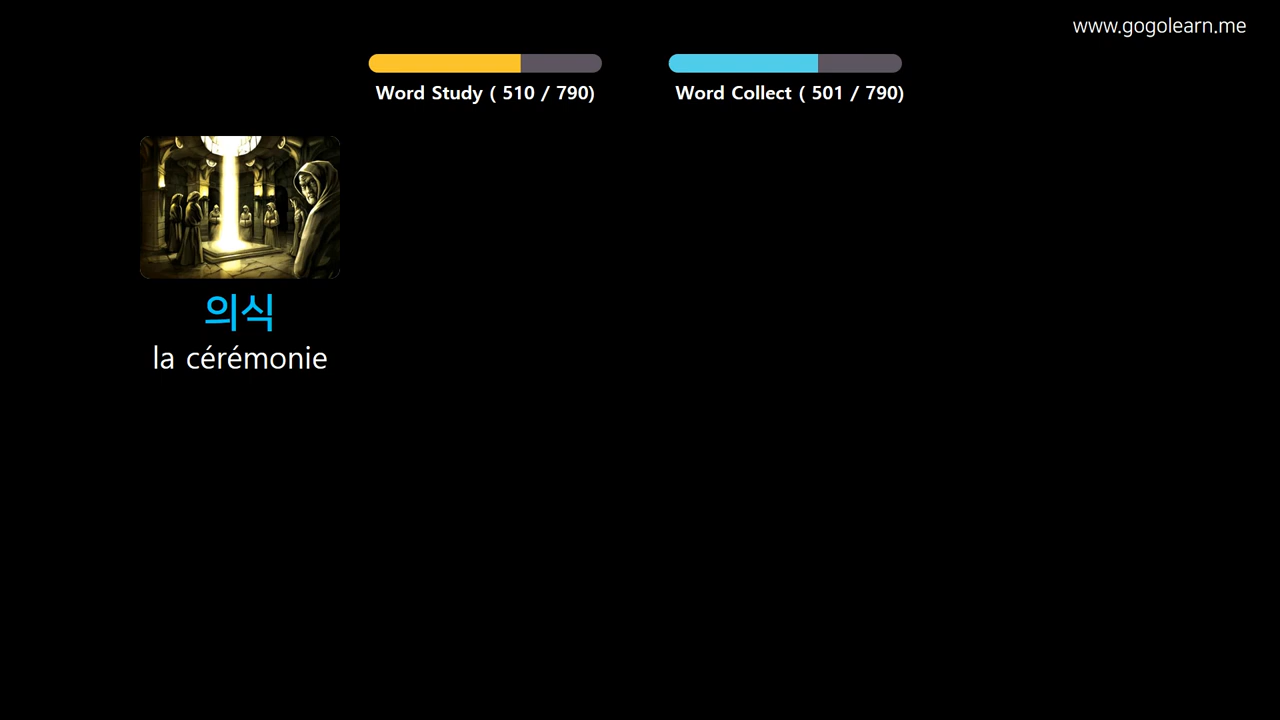 www.gogolearn.me
Word Study ( 510 / 790)
Word Collect ( 501 / 790)
의식
la cérémonie